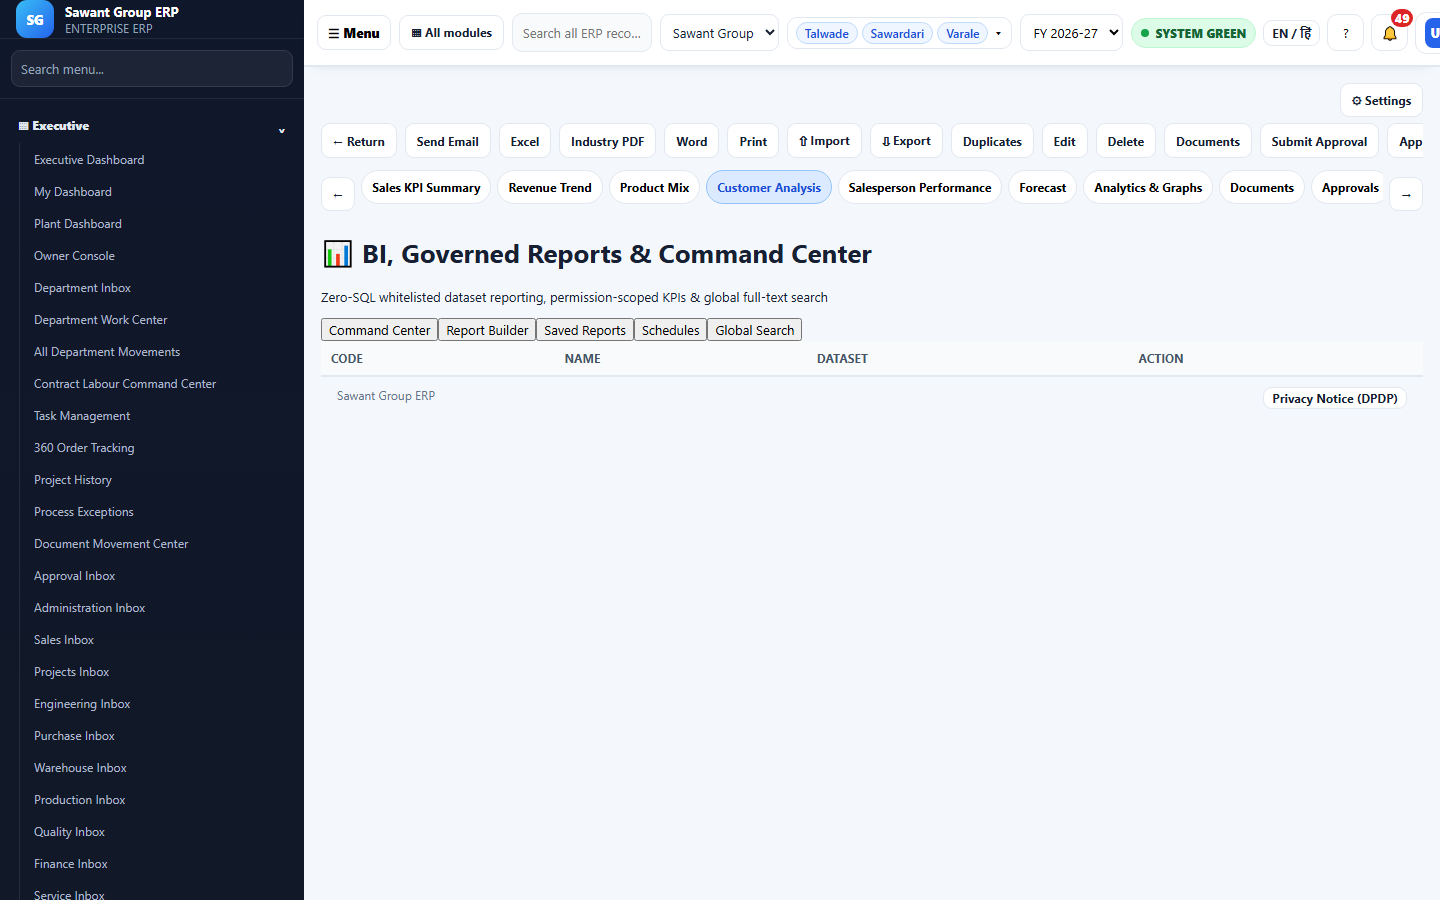 SG
Sawant Group ERP
ENTERPRISE ERP
Search menu...
Executive
Executive Dashboard
My Dashboard
Plant Dashboard
Owner Console
Department Inbox
Department Work Center
All Department Movements
Contract Labour Command Center
Task Management
360 Order Tracking
Project History
Process Exceptions
Document Movement Center
Approval Inbox
Administration Inbox
Sales Inbox
Projects Inbox
Engineering Inbox
Purchase Inbox
Warehouse Inbox
Production Inbox
Quality Inbox
Finance Inbox
Service Inbox
☰ Menu
All modules
Search all ERP reco...
Sawant Group
Talwade Sawardari Varale
FY 2026-27
SYSTEM GREEN
EN / हिं
?
49
U
⚙ Settings
← Return Send Email Excel Industry PDF Word Print ⇧ Import ⇩ Export Duplicates Edit Delete Documents Submit Approval App
← Sales KPI Summary Revenue Trend Product Mix Customer Analysis Salesperson Performance Forecast Analytics & Graphs Documents Approvals →
BI, Governed Reports & Command Center
Zero-SQL whitelisted dataset reporting, permission-scoped KPIs & global full-text search
Command Center Report Builder Saved Reports Schedules Global Search
CODE NAME DATASET ACTION
Sawant Group ERP
Privacy Notice (DPDP)